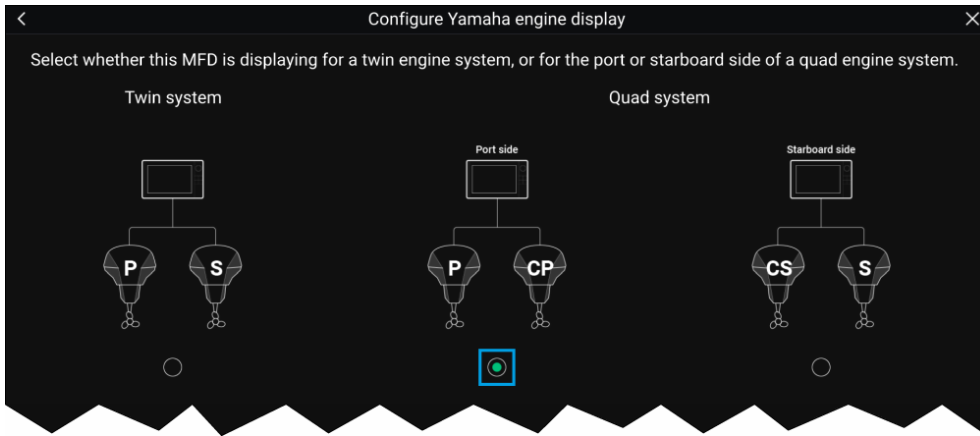 Configure Yamaha engine display
Select whether this MFD is displaying for a twin engine system, or for the port or starboard side of a quad engine system.
Twin system
Quad system
Port side
Starboard side
P S
P CP
CS S